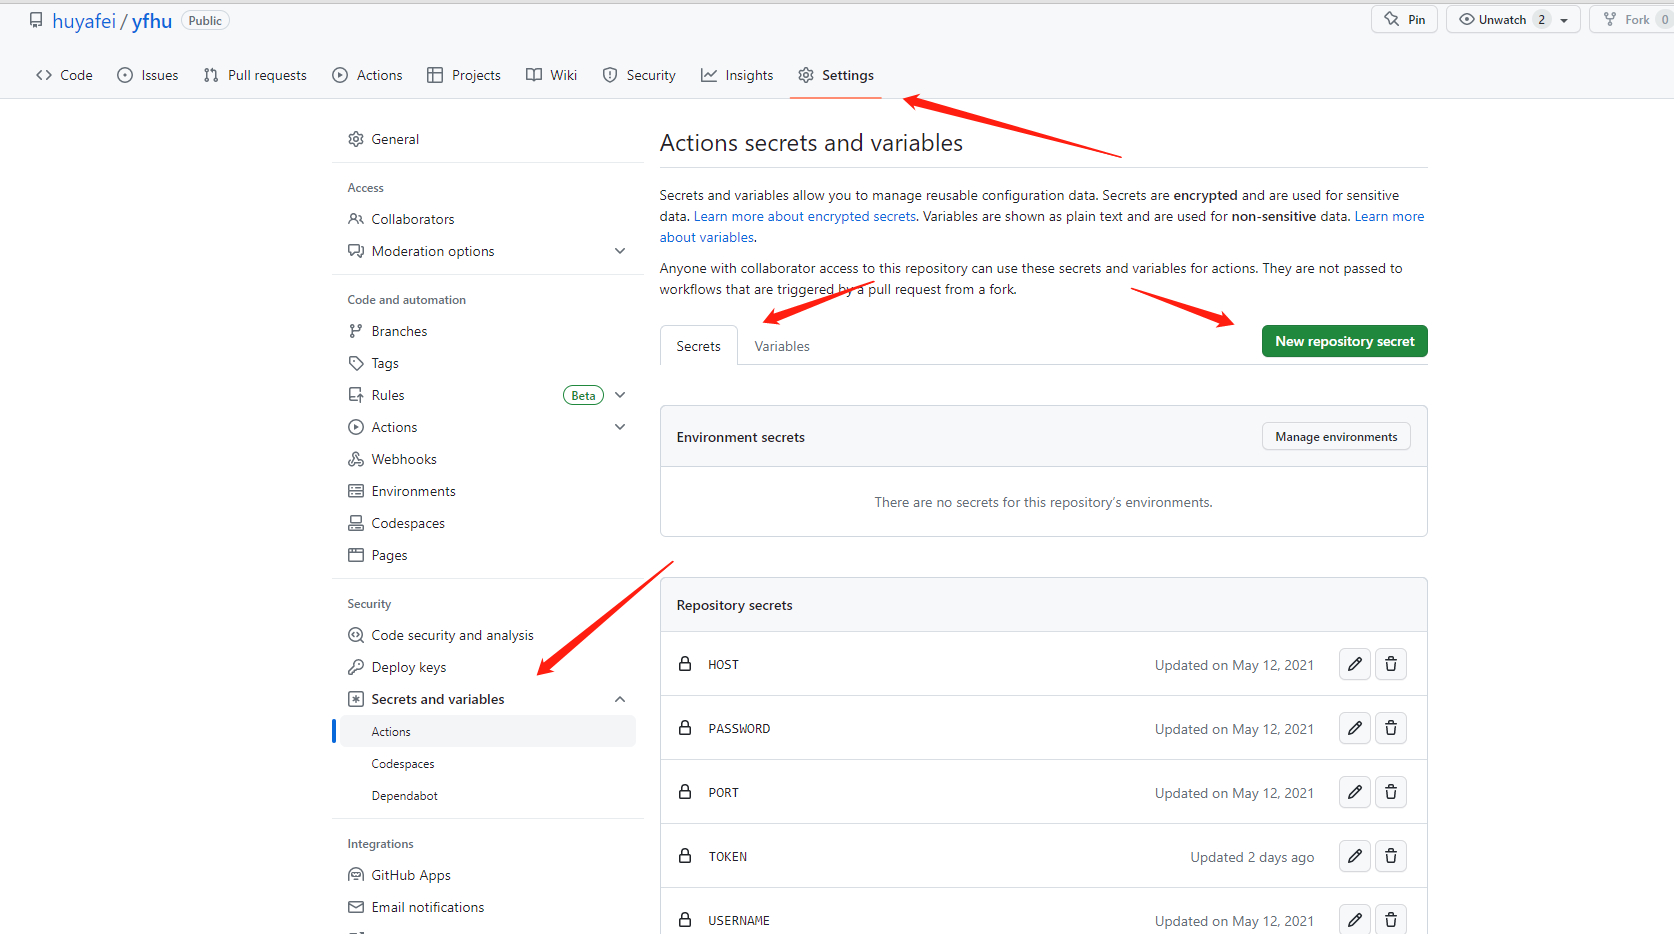 huyafei / yfhu Public
Pin
Unwatch 2
Fork 0
Code
Issues
Pull requests
Actions
Projects
Wiki
Security
Insights
Settings
General
Access
Collaborators
Moderation options
Code and automation
Branches
Tags
Rules Beta
Actions
Webhooks
Environments
Codespaces
Pages
Security
Code security and analysis
Deploy keys
Secrets and variables
Actions
Codespaces
Dependabot
Integrations
GitHub Apps
Email notifications
Actions secrets and variables
Secrets and variables allow you to manage reusable configuration data. Secrets are encrypted and are used for sensitive
data. Learn more about encrypted secrets. Variables are shown as plain text and are used for non-sensitive data. Learn more
about variables.
Anyone with collaborator access to this repository can use these secrets and variables for actions. They are not passed to
workflows that are triggered by a pull request from a fork.
Secrets
Variables
New repository secret
Environment secrets
Manage environments
There are no secrets for this repository’s environments.
Repository secrets
HOST Updated on May 12, 2021
PASSWORD Updated on May 12, 2021
PORT Updated on May 12, 2021
TOKEN Updated 2 days ago
USERNAME Updated on May 12, 2021